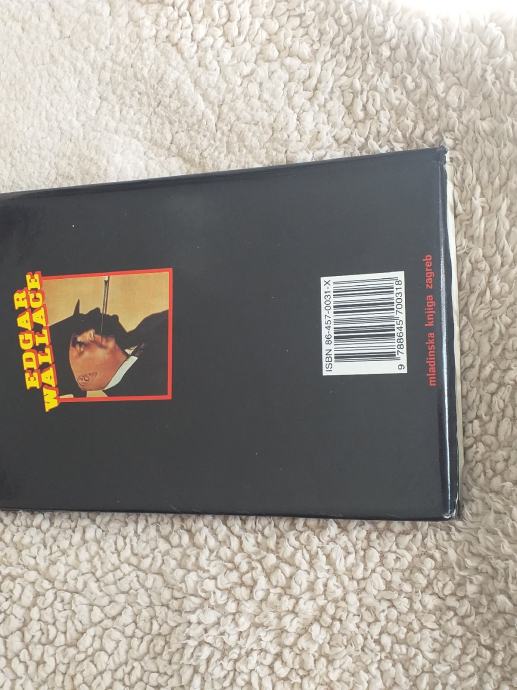 EDGAR
WALLACE
ISBN 86-457-0031-X
9 788645 700318
mladinska knjiga zagreb